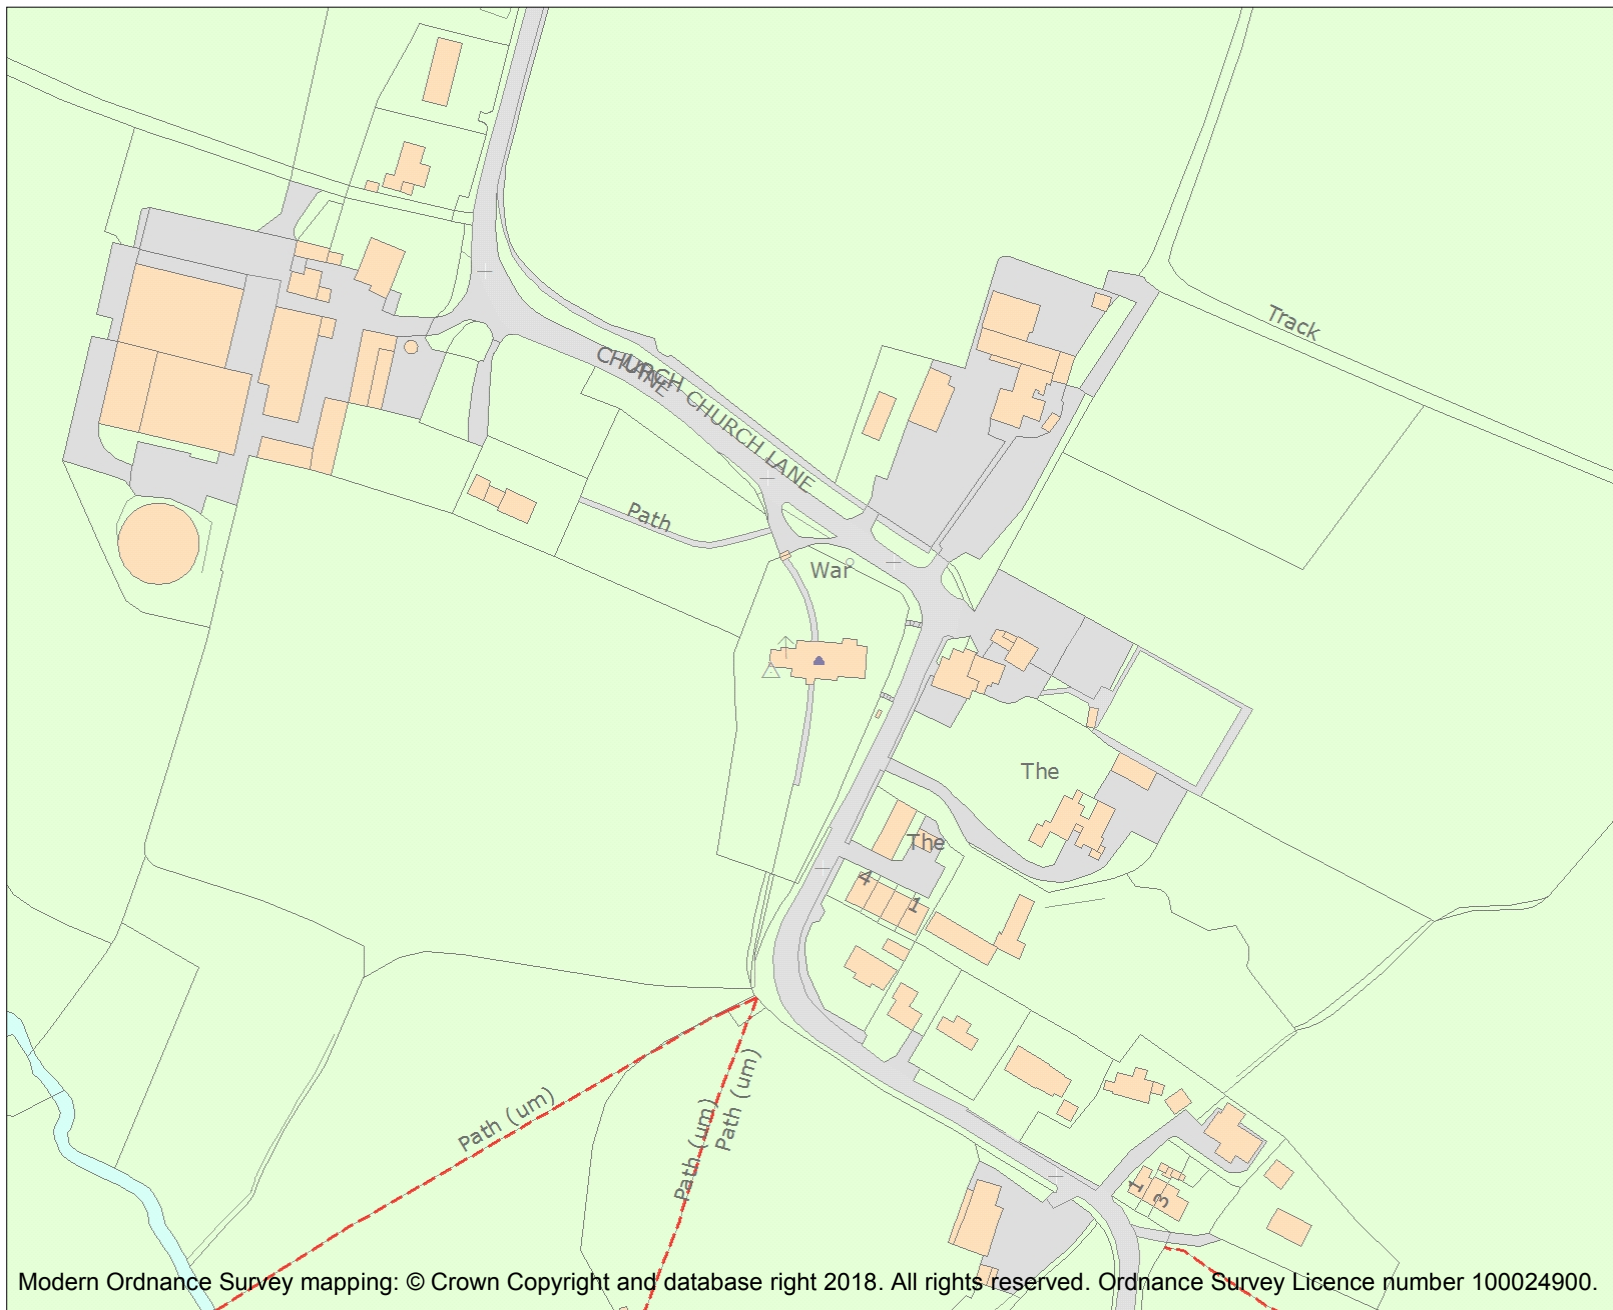 Track
CHURCH
LANE
CHURCH LANE
Path
War
The
The
4
1
Path (um)
Path (um)
Path (um)
1
3
Modern Ordnance Survey mapping: © Crown Copyright and database right 2018. All rights reserved. Ordnance Survey Licence number 100024900.